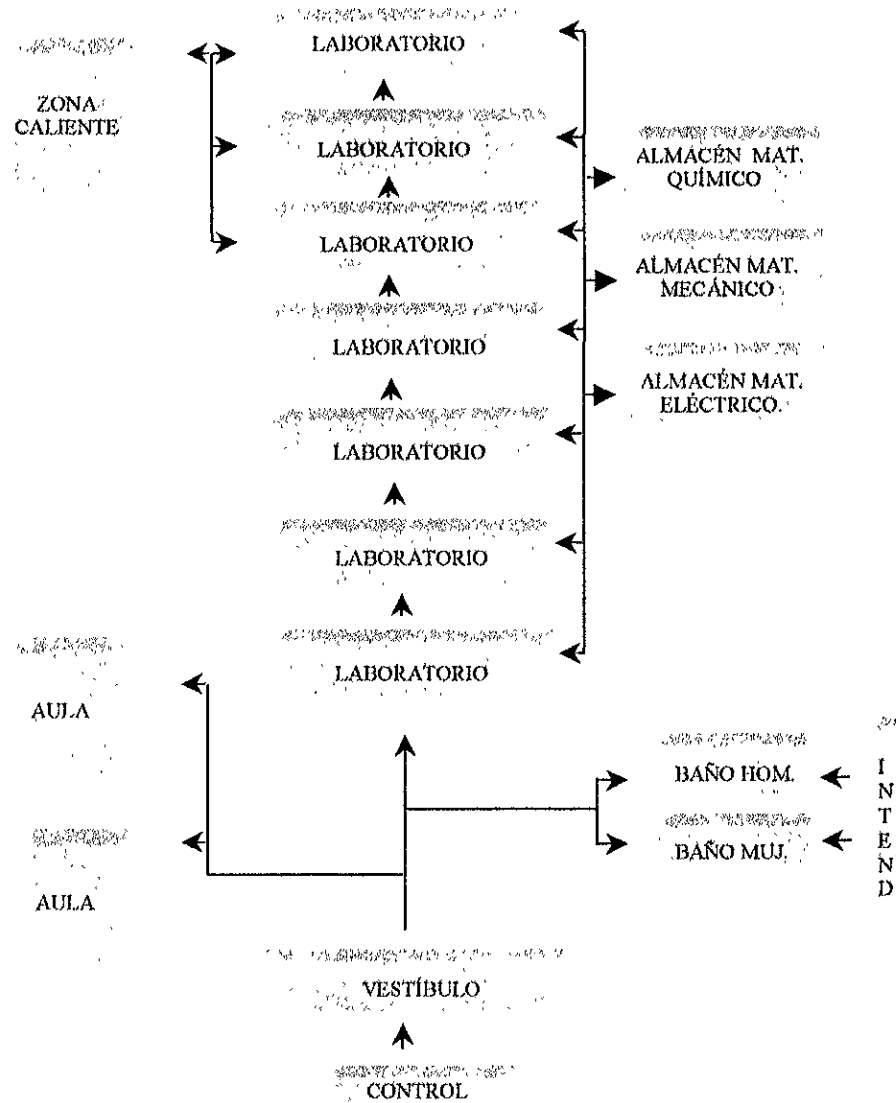 LABORATORIO
ZONA
CALIENTE
LABORATORIO
ALMACÉN MAT.
QUÍMICO
LABORATORIO
ALMACÉN MAT.
MECÁNICO
LABORATORIO
ALMACÉN MAT.
ELÉCTRICO.
LABORATORIO
LABORATORIO
LABORATORIO
AULA
BAÑO HOM.
BAÑO MUJ.
I
N
T
E
N
D
AULA
VESTÍBULO
CONTROL